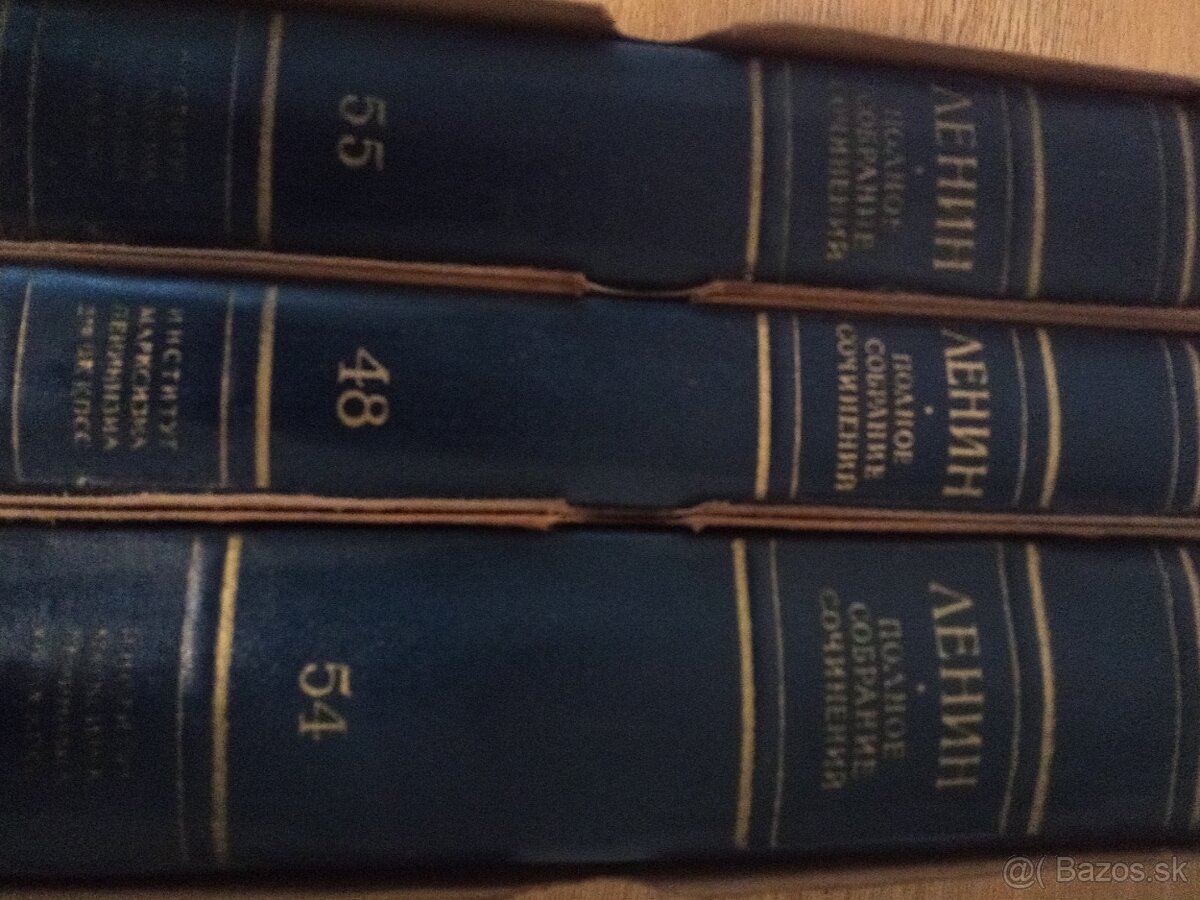 ЛЕНИН
ПОЛНОЕ
СОБРАНИЕ
СОЧИНЕНИЙ
55
ЛЕНИН
ПОЛНОЕ
СОБРАНИЕ
СОЧИНЕНИЙ
48
ИНСТИТУТ
МАРКСИЗМА
ЛЕНИНИЗМА
ПРИ ЦК КПСС
ЛЕНИН
ПОЛНОЕ
СОБРАНИЕ
СОЧИНЕНИЙ
54
@( Bazos.sk